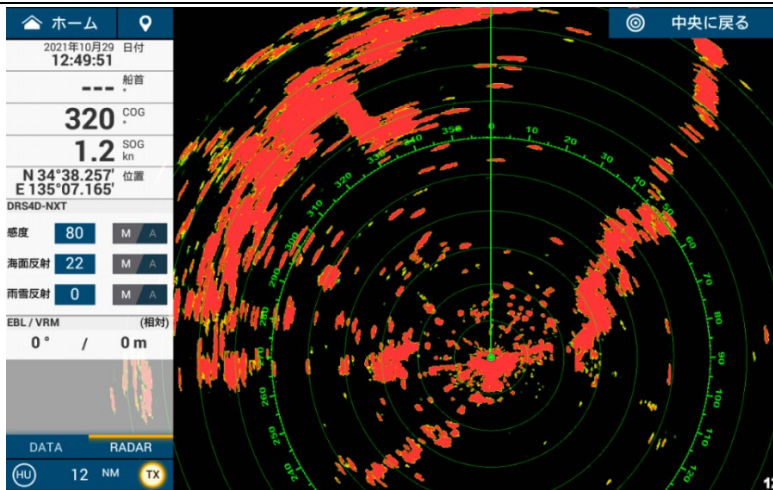 ホーム
中央に戻る
2021年10月29 日付
12:49:51
--- 船首 °
320 COG °
1.2 SOG kn
N 34°38.257' 位置
E 135°07.165'
DRS4D-NXT
感度 80 M A
海面反射 22 M A
雨雪反射 0 M A
EBL / VRM (相対)
0° / 0 m
DATA RADAR
HU 12 NM TX
350 0 10
340 20
330 30
320 40
310 50
300 60
290 70
280 80
270 90
260 100
250 110
240 120